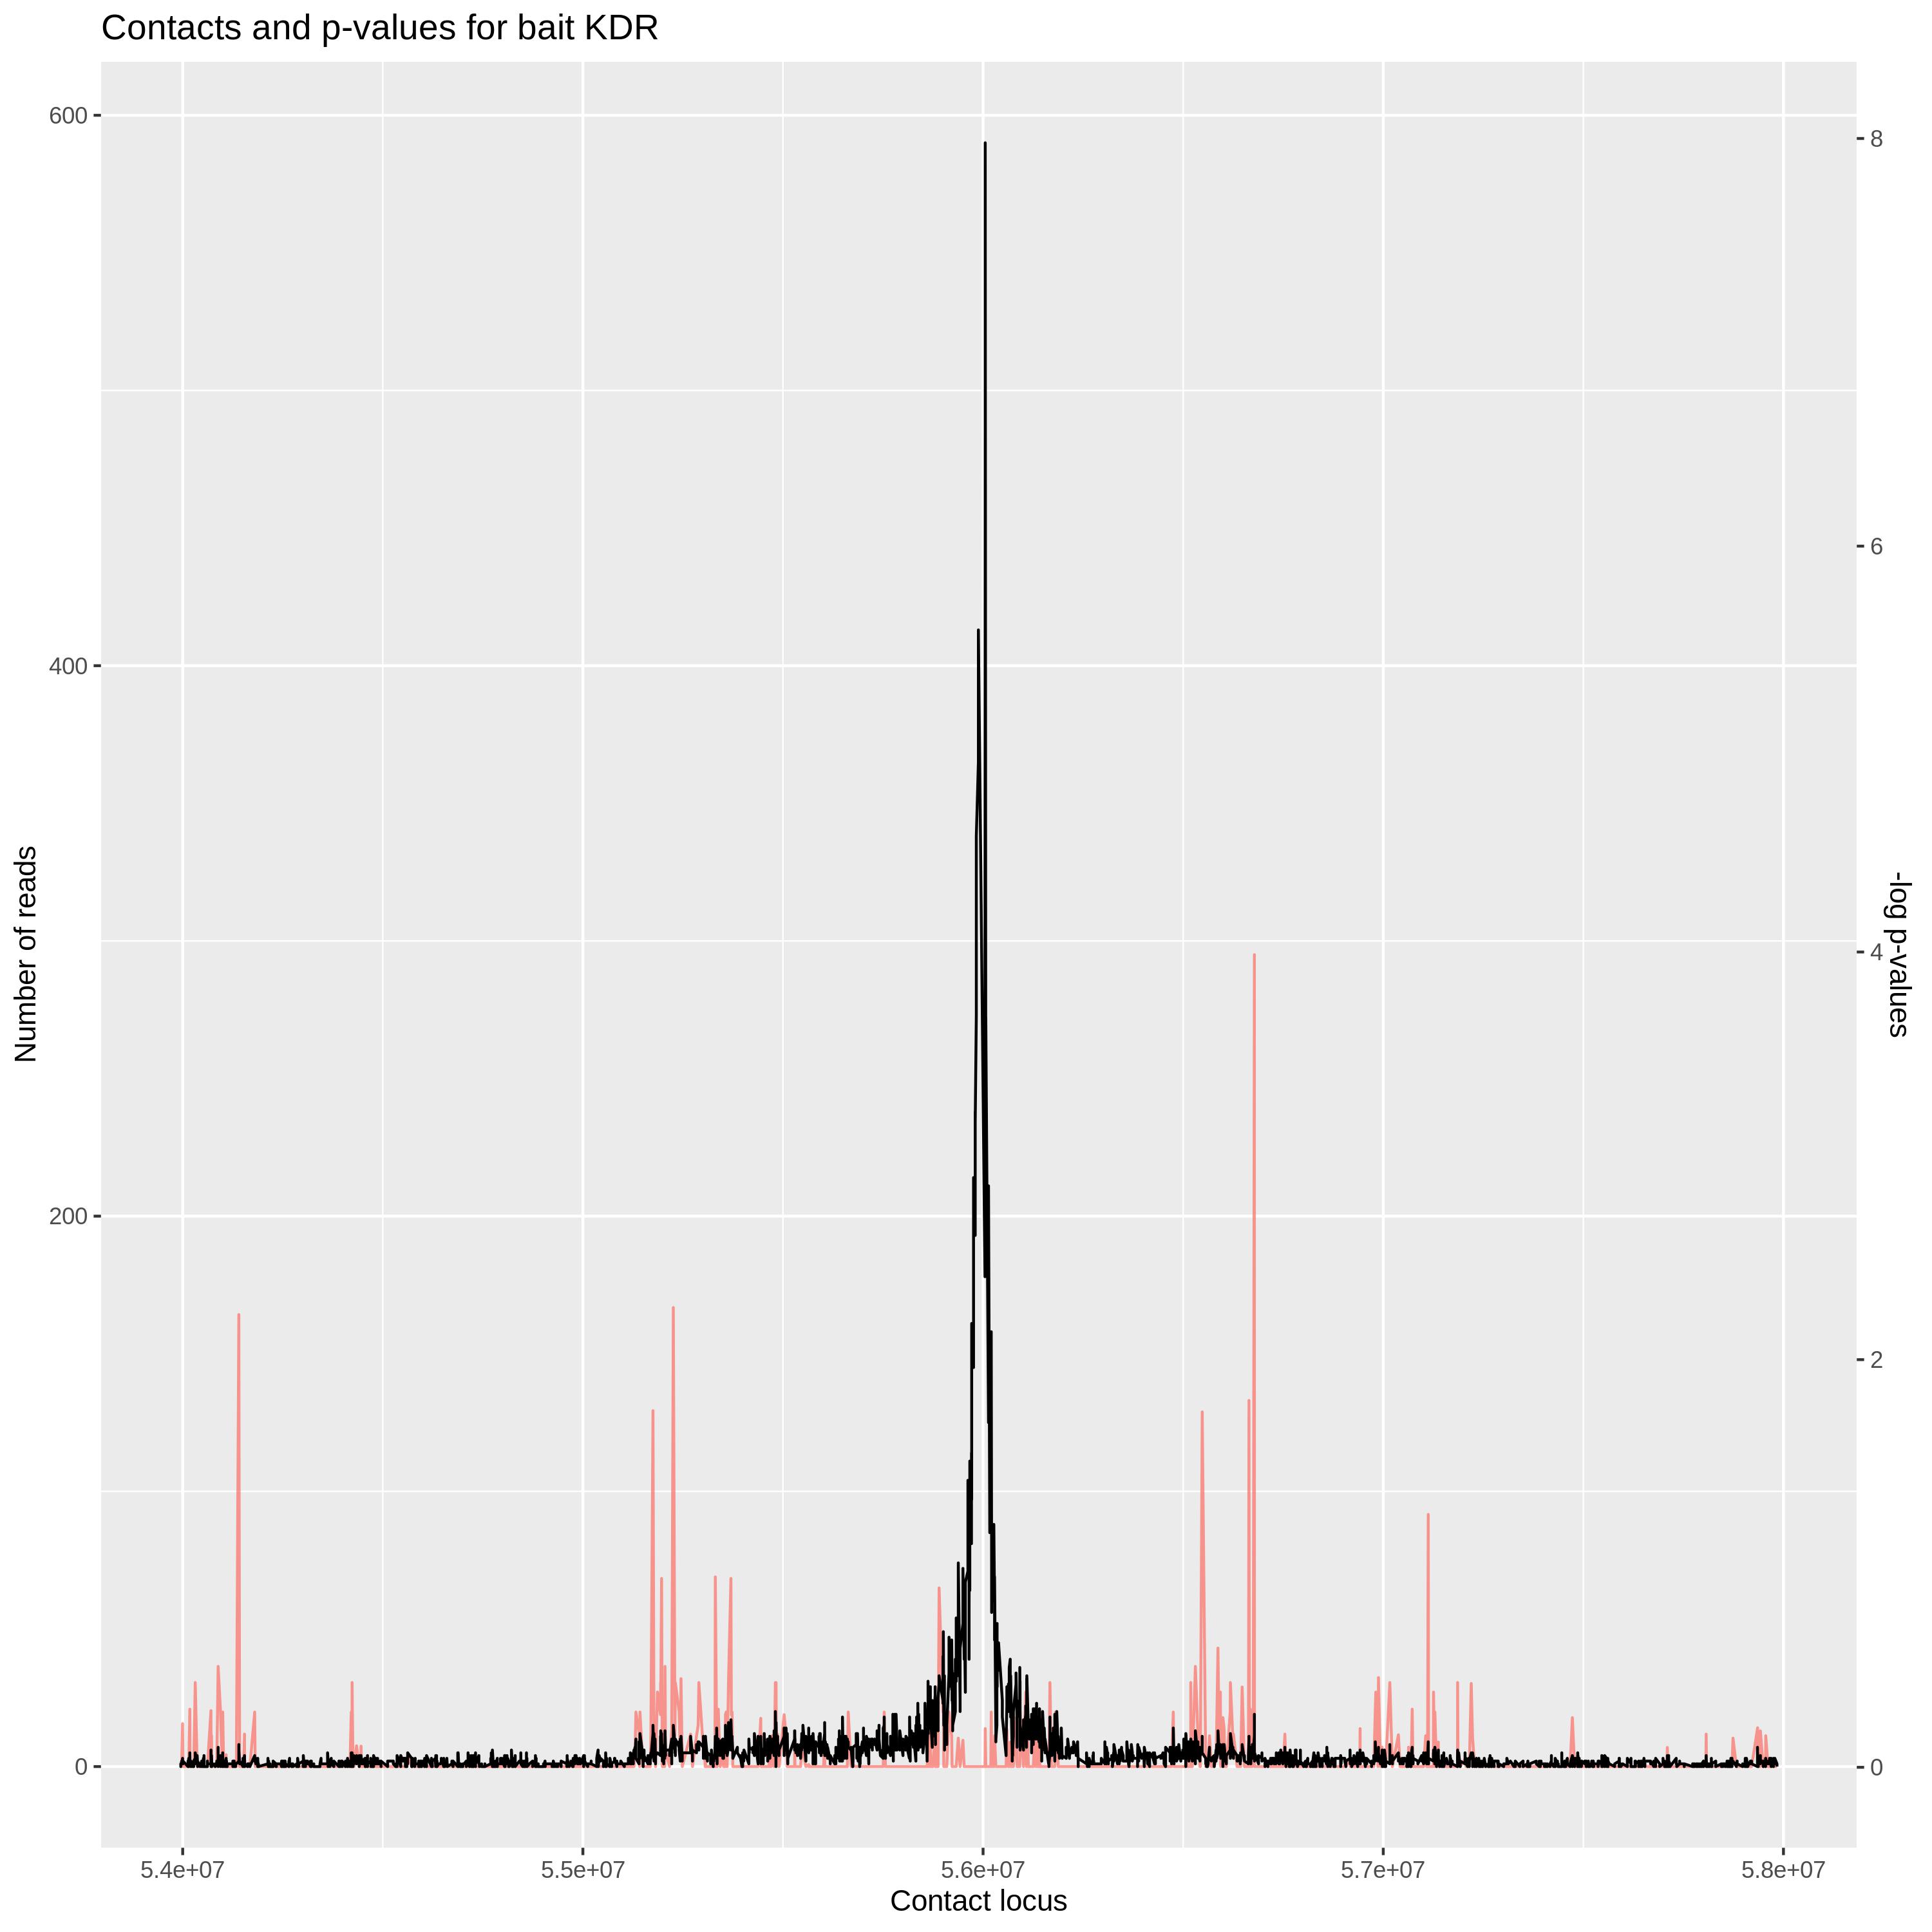 Contacts and p-values for bait KDR
600
400
200
0
Number of reads
8
6
4
2
0
-log p-values
5.4e+07 5.5e+07 5.6e+07 5.7e+07 5.8e+07
Contact locus